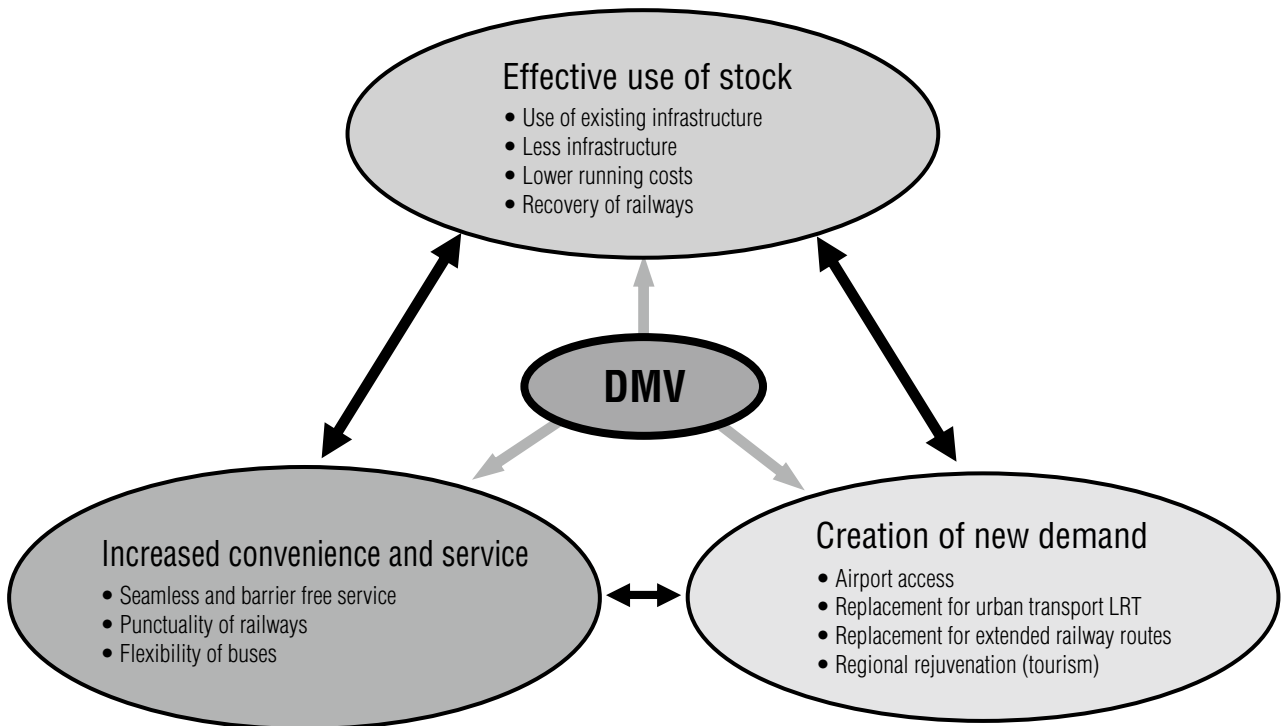 Effective use of stock
• Use of existing infrastructure
• Less infrastructure
• Lower running costs
• Recovery of railways
DMV
Increased convenience and service
• Seamless and barrier free service
• Punctuality of railways
• Flexibility of buses
Creation of new demand
• Airport access
• Replacement for urban transport LRT
• Replacement for extended railway routes
• Regional rejuvenation (tourism)